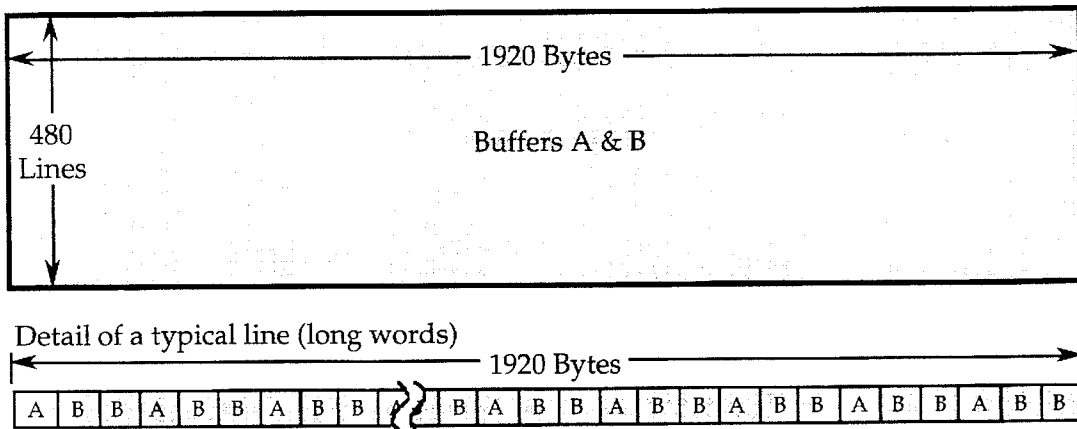 1920 Bytes
480
Lines
Buffers A & B
Detail of a typical line (long words)
1920 Bytes
A B B A B B A B B A B A B B A B B A B B A B B A B B